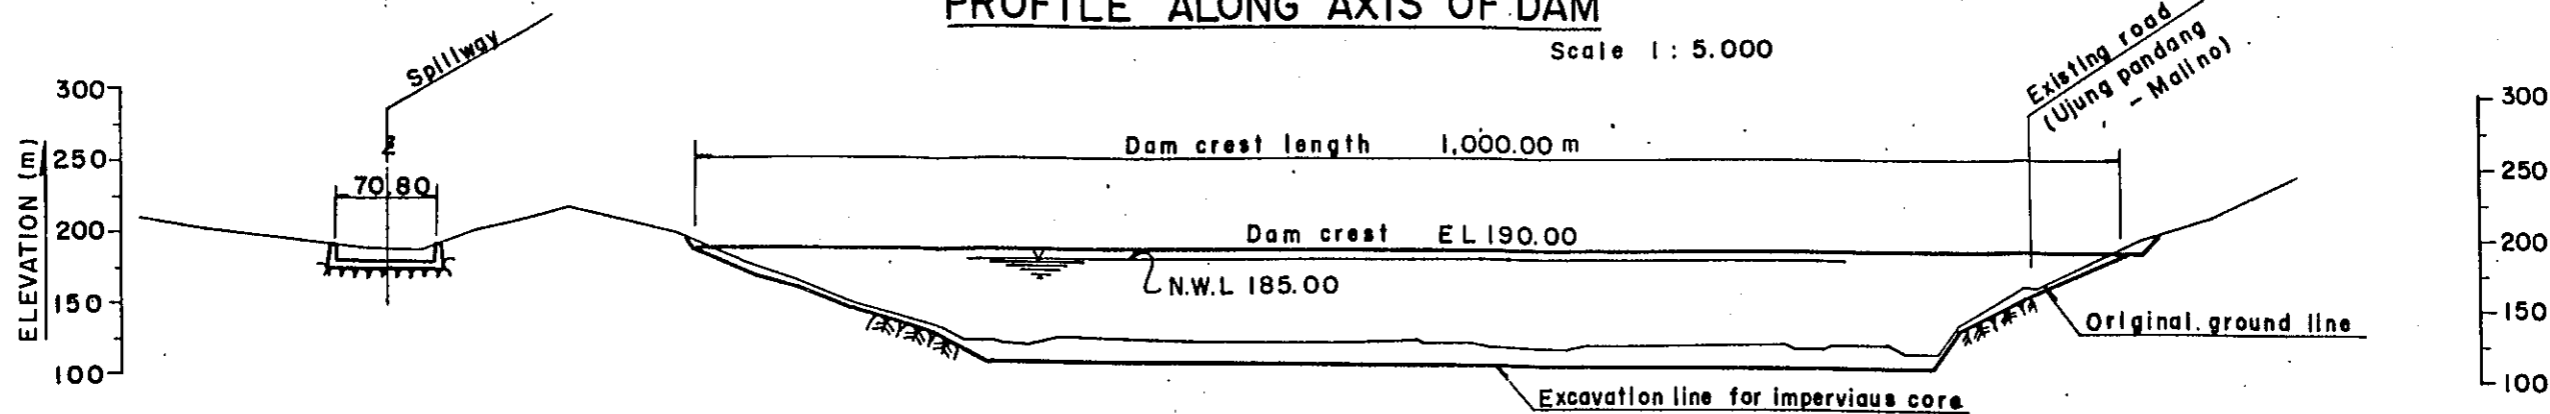 PROFILE ALONG AXIS OF DAM
Scale 1 : 5.000
Spillway
Existing road
(Ujung pandang
- Malino)
300
250
200
150
100
ELEVATION (m)
70.80
Dam crest length 1,000.00 m
Dam crest EL 190.00
N.W.L 185.00
Original. ground line
Excavation line for impervious core
300
250
200
150
100